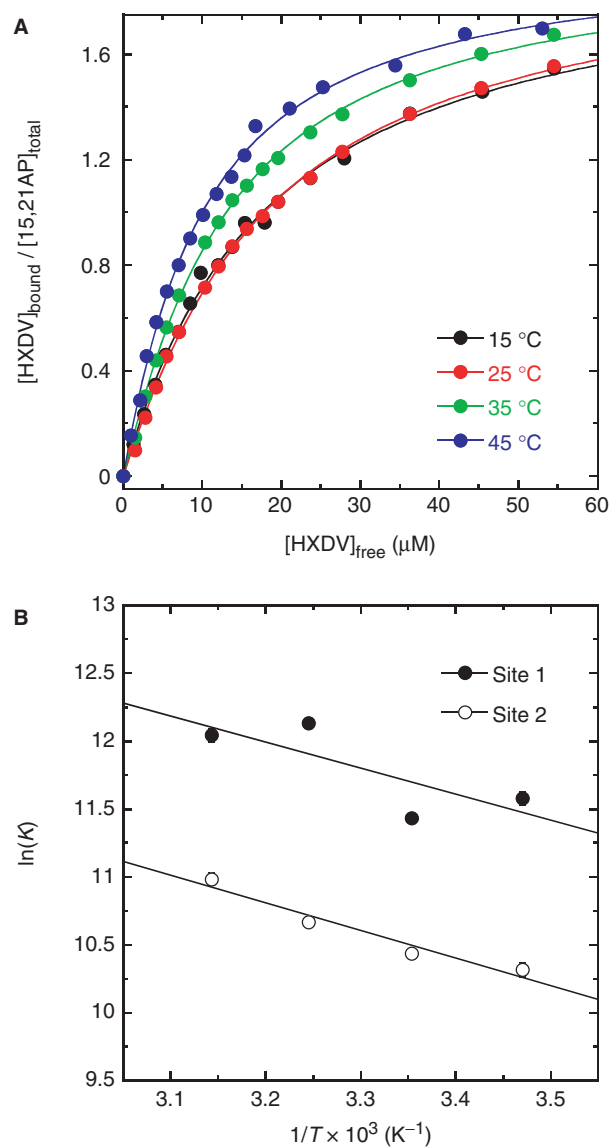 A
[HXDV]bound / [15,21AP]total
1.6
1.2
0.8
0.4
0
15 °C
25 °C
35 °C
45 °C
0 10 20 30 40 50 60
[HXDV]free (μM)
B
ln(K)
13
12.5
12
11.5
11
10.5
10
9.5
Site 1
Site 2
3.1 3.2 3.3 3.4 3.5
1/T × 10³ (K⁻¹)